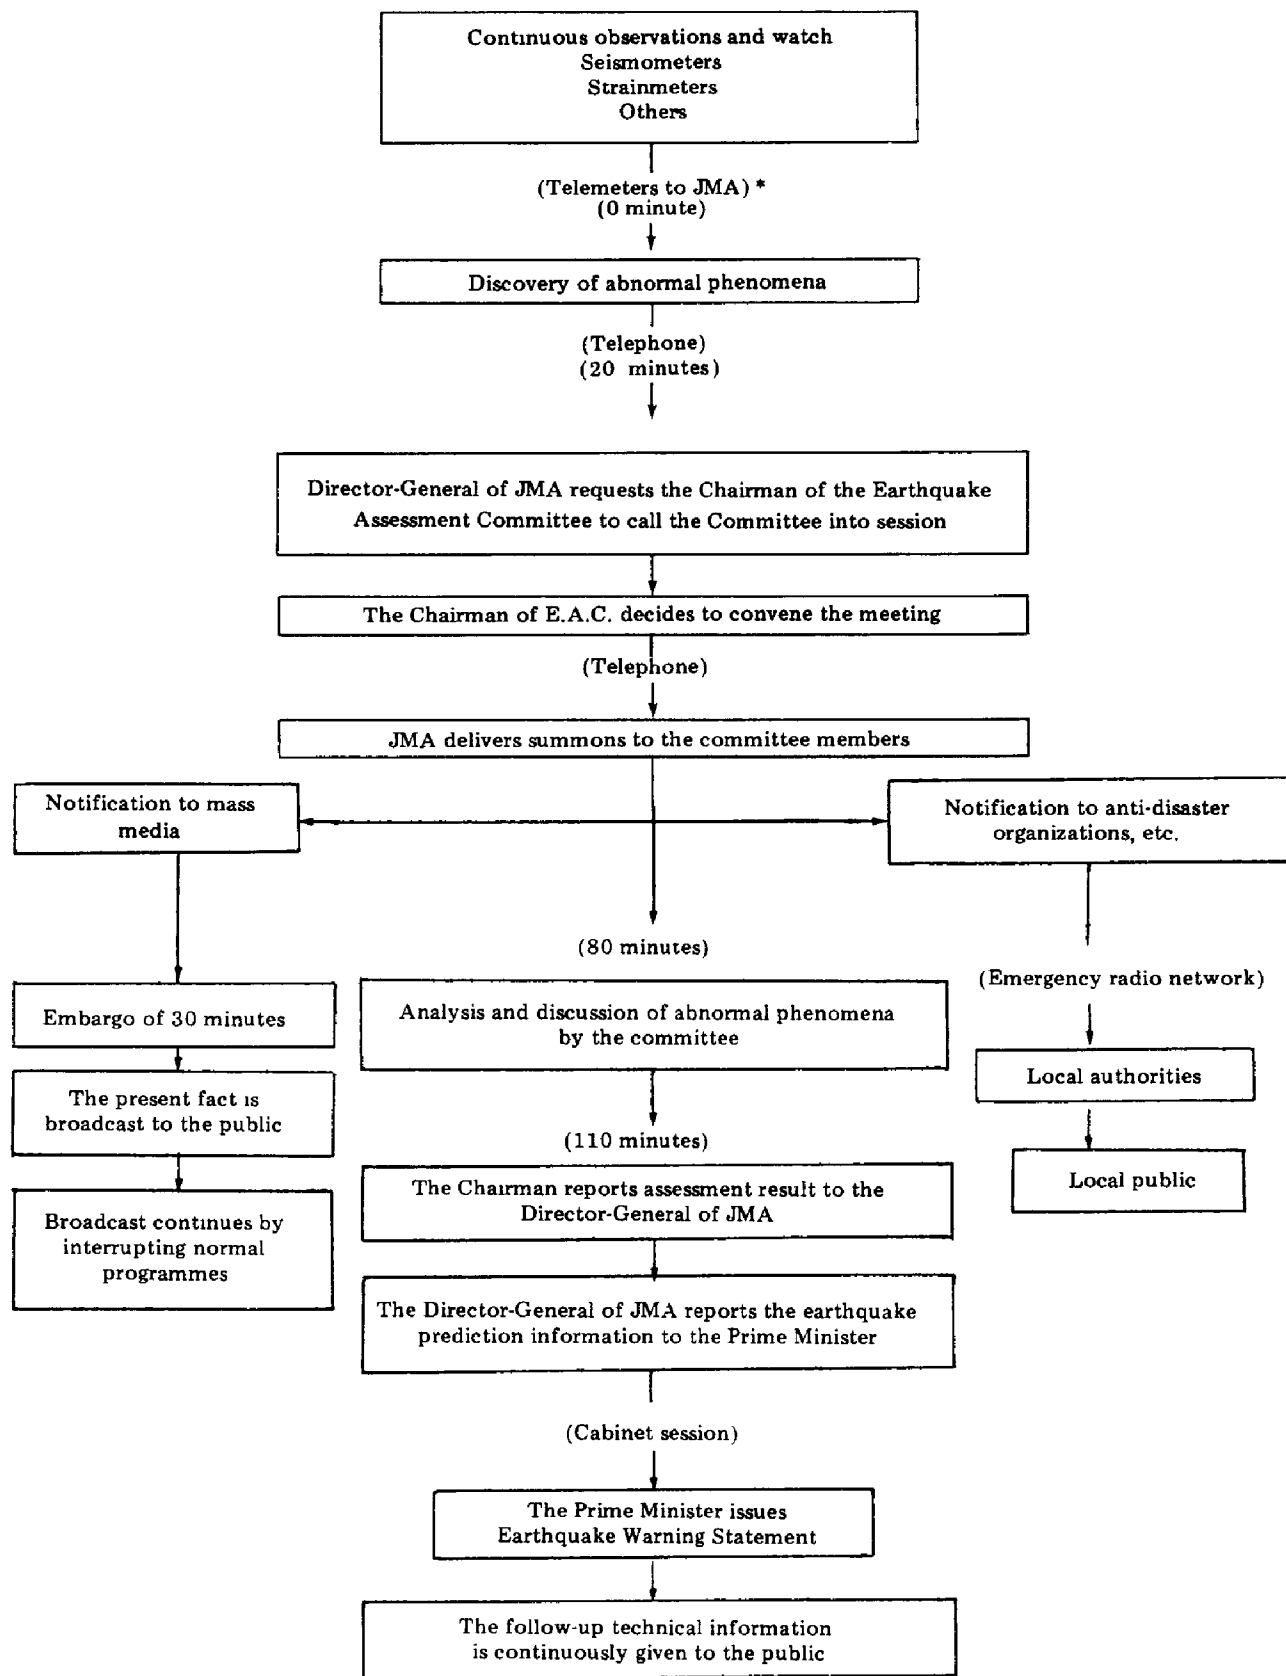 Continuous observations and watch
Seismometers
Strainmeters
Others
(Telemeters to JMA) *
(0 minute)
Discovery of abnormal phenomena
(Telephone)
(20 minutes)
Director-General of JMA requests the Chairman of the Earthquake
Assessment Committee to call the Committee into session
The Chairman of E.A.C. decides to convene the meeting
(Telephone)
JMA delivers summons to the committee members
Notification to mass
media
Embargo of 30 minutes
The present fact is
broadcast to the public
Broadcast continues by
interrupting normal
programmes
(80 minutes)
Analysis and discussion of abnormal phenomena
by the committee
(110 minutes)
The Chairman reports assessment result to the
Director-General of JMA
The Director-General of JMA reports the earthquake
prediction information to the Prime Minister
(Cabinet session)
The Prime Minister issues
Earthquake Warning Statement
The follow-up technical information
is continuously given to the public
Notification to anti-disaster
organizations, etc.
(Emergency radio network)
Local authorities
Local public